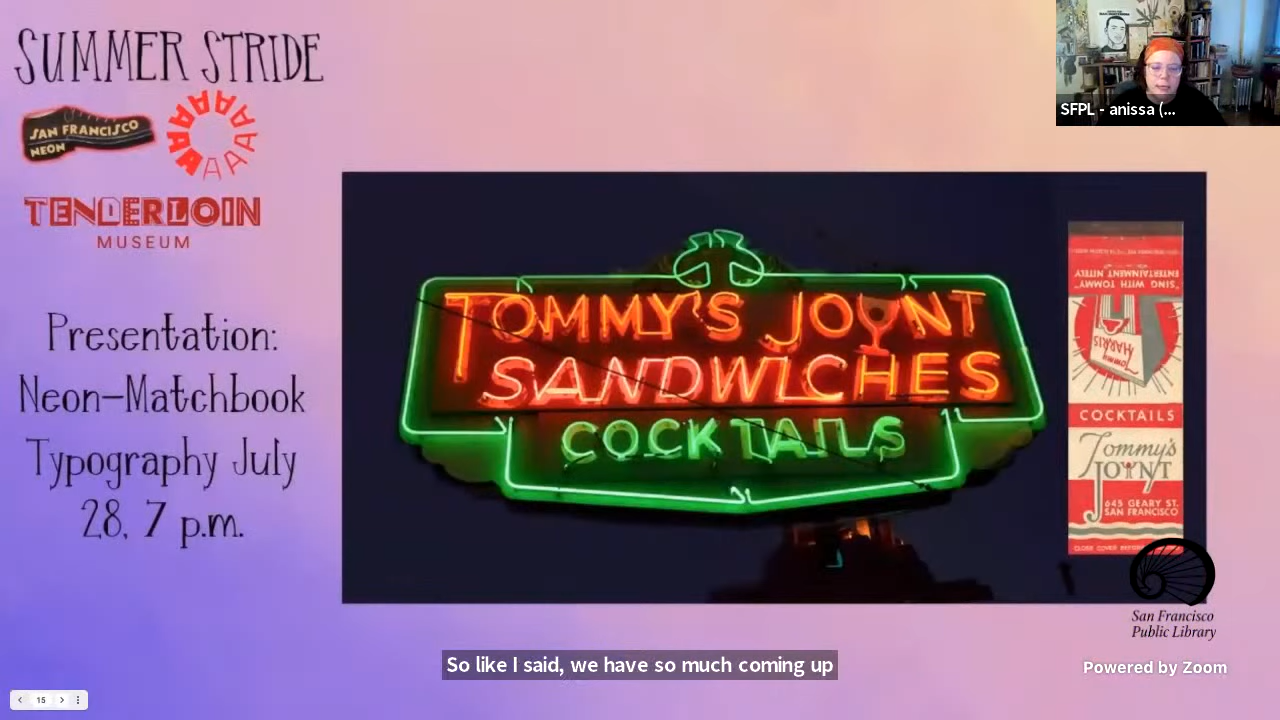 SUMMER STRIDE
SAN FRANCISCO
NEON
AAAAAAAAAAA
TENDERLOIN
MUSEUM
Presentation:
Neon-Matchbook
Typography July
28, 7 p.m.
TOMMY'S JOYNT
SANDWICHES
COCKTAILS
"SING WITH TOMMY"
ENTERTAINMENT NITELY
Tommy
HARRIS
COCKTAILS
Tommy's
JOYNT
645 GEARY ST.
SAN FRANCISCO
San Francisco
Public Library
SFPL - anissa (...
So like I said, we have so much coming up
Powered by Zoom
15